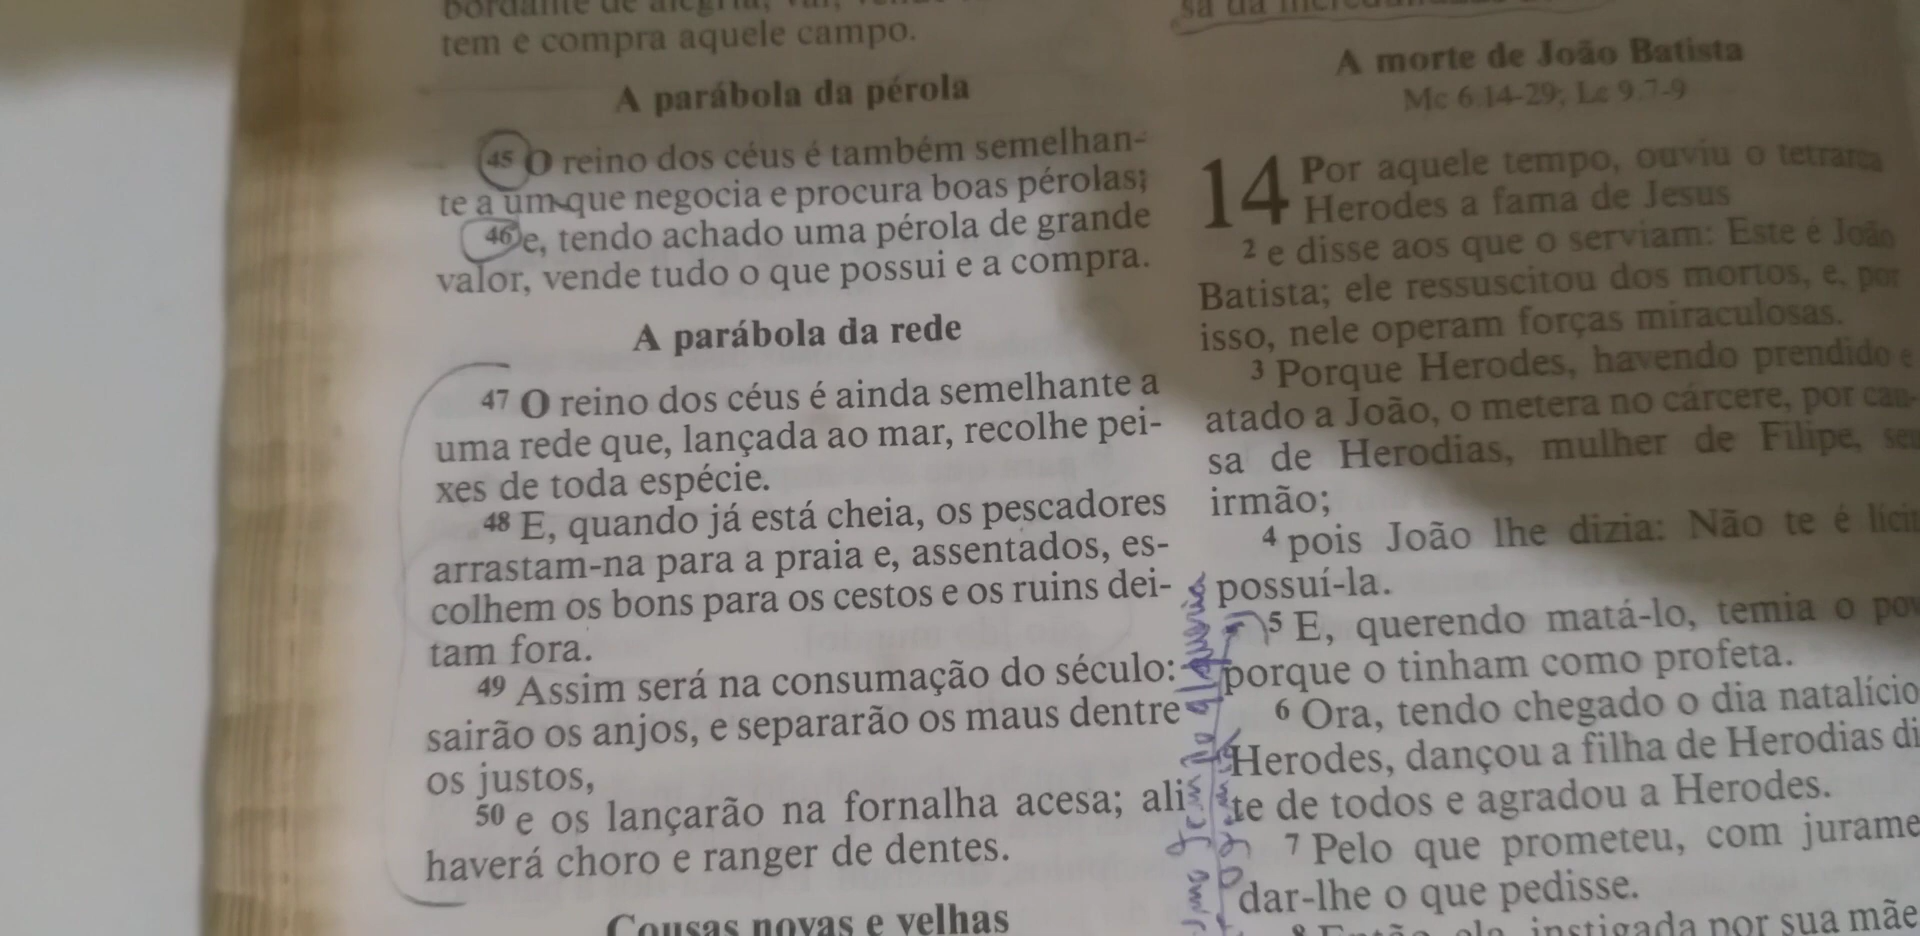 tem e compra aquele campo.
A parábola da pérola
45 O reino dos céus é também semelhan-
te a um que negocia e procura boas pérolas;
46 e, tendo achado uma pérola de grande
valor, vende tudo o que possui e a compra.
A parábola da rede
47 O reino dos céus é ainda semelhante a
uma rede que, lançada ao mar, recolhe pei-
xes de toda espécie.
48 E, quando já está cheia, os pescadores
arrastam-na para a praia e, assentados, es-
colhem os bons para os cestos e os ruins dei-
tam fora.
49 Assim será na consumação do século:
sairão os anjos, e separarão os maus dentre
os justos,
50 e os lançarão na fornalha acesa; ali
haverá choro e ranger de dentes.
Cousas novas e velhas
A morte de João Batista
Mc 6.14-29; Lc 9.7-9
14 Por aquele tempo, ouviu o tetrarca
Herodes a fama de Jesus
2 e disse aos que o serviam: Este é João
Batista; ele ressuscitou dos mortos, e, por
isso, nele operam forças miraculosas.
3 Porque Herodes, havendo prendido e
atado a João, o metera no cárcere, por cau-
sa de Herodias, mulher de Filipe, seu
irmão;
4 pois João lhe dizia: Não te é lícit
possuí-la.
5 E, querendo matá-lo, temia o pov
porque o tinham como profeta.
6 Ora, tendo chegado o dia natalício
Herodes, dançou a filha de Herodias di
te de todos e agradou a Herodes.
7 Pelo que prometeu, com jurame
dar-lhe o que pedisse.
instigada por sua mãe